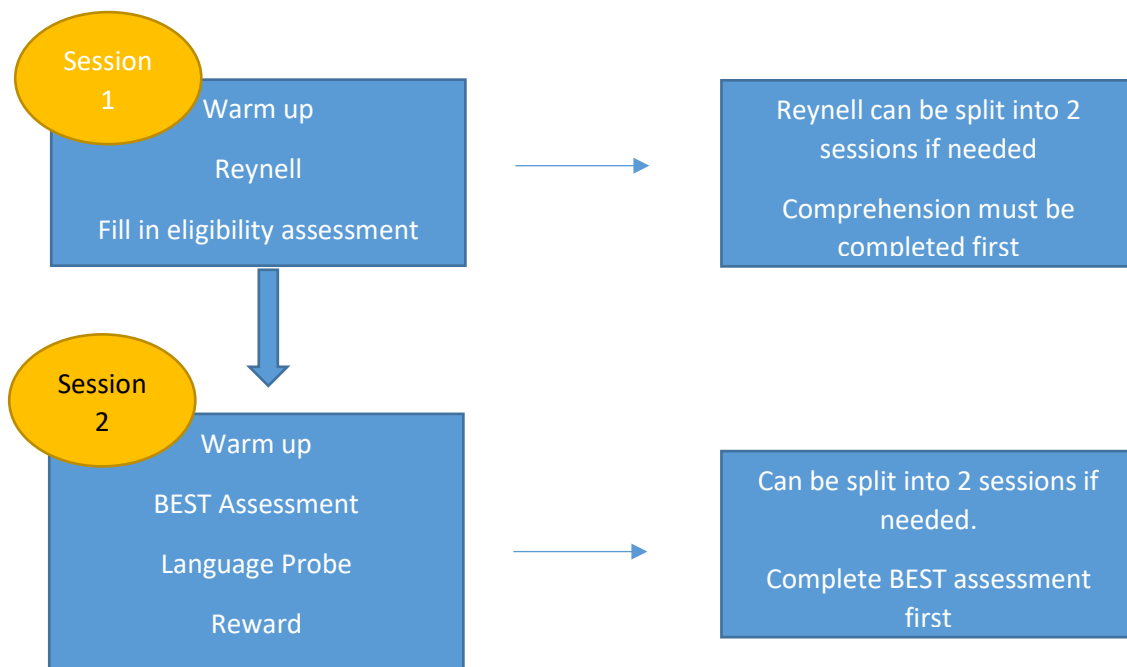 Session
1
Warm up
Reynell
Fill in eligibility assessment
Reynell can be split into 2
sessions if needed
Comprehension must be
completed first
Session
2
Warm up
BEST Assessment
Language Probe
Reward
Can be split into 2 sessions if
needed.
Complete BEST assessment
first